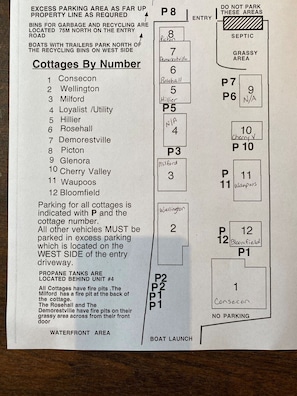 EXCESS PARKING AREA AS FAR UP
PROPERTY LINE AS REQUIRED
BINS FOR GARBAGE AND RECYCLING ARE
LOCATED 75M NORTH ON THE ENTRY
ROAD
BOATS WITH TRAILERS PARK NORTH OF
THE RECYCLING BINS ON WEST SIDE
Cottages By Number
1 Consecon
2 Wellington
3 Milford
4 Loyalist /Utility
5 Hillier
6 Rosehall
7 Demorestville
8 Picton
9 Glenora
10 Cherry Valley
11 Waupoos
12 Bloomfield
Parking for all cottages is
indicated with P and the
cottage number.
All other vehicles MUST be
parked in excess parking
which is located on the
WEST SIDE of the entry
driveway.
PROPANE TANKS ARE
LOCATED BEHIND UNIT #4
All Cottages have fire pits .The
Milford has a fire pit at the back of
the cottage.
The Rosehall and The
Demorestville have fire pits on their
grassy area across from their front
door
WATERFRONT AREA
P 8
ENTRY
DO NOT PARK
THESE AREAS
SEPTIC
GRASSY
AREA
8
Picton
7
Demorestville
6
Rosehall
5
Hillier
P5
N/A
4
P3
Milford
3
Wellington
2
P2
P2
P1
P1
BOAT LAUNCH
P7
P6
9
N/A
10
Cherry V.
P 10
P
11
11
Waupoos
P
12
12
Bloomfield
P1
1
Consecon
NO PARKING